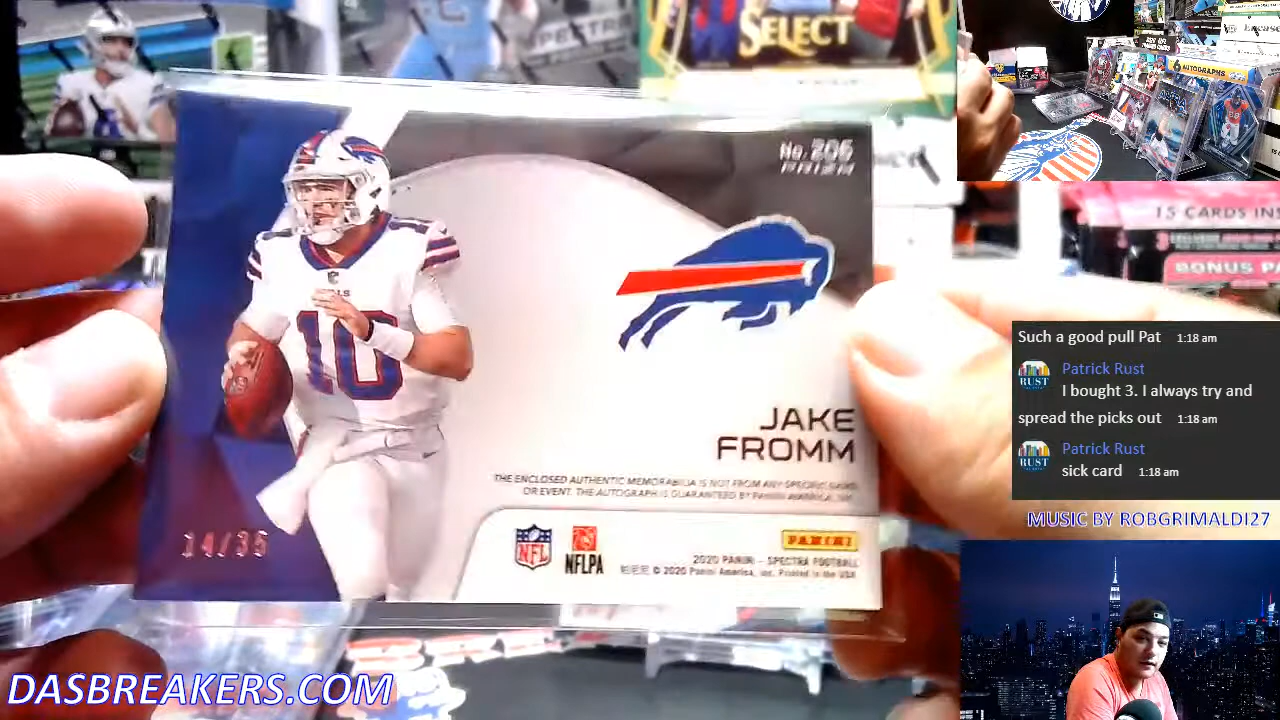 SELECT
No. 206
JAKE
FROMM
THE ENCLOSED AUTHENTIC MEMORABILIA IS NOT FROM ANY SPECIFIC GAME
OR EVENT. THE AUTOGRAPH IS GUARANTEED BY PANINI AMERICA, INC.
NFL
NFLPA
PANINI
2020 PANINI - SPECTRA FOOTBALL
© 2020 Panini America, Inc. Printed in the USA
10
DASBREAKERS.COM
6 AUTOGRAPHS
15 CARDS IN
BONUS PA
Such a good pull Pat 1:18 am
Patrick Rust
I bought 3. I always try and
spread the picks out 1:18 am
Patrick Rust
sick card 1:18 am
RUST
MUSIC BY ROBGRIMALDI27